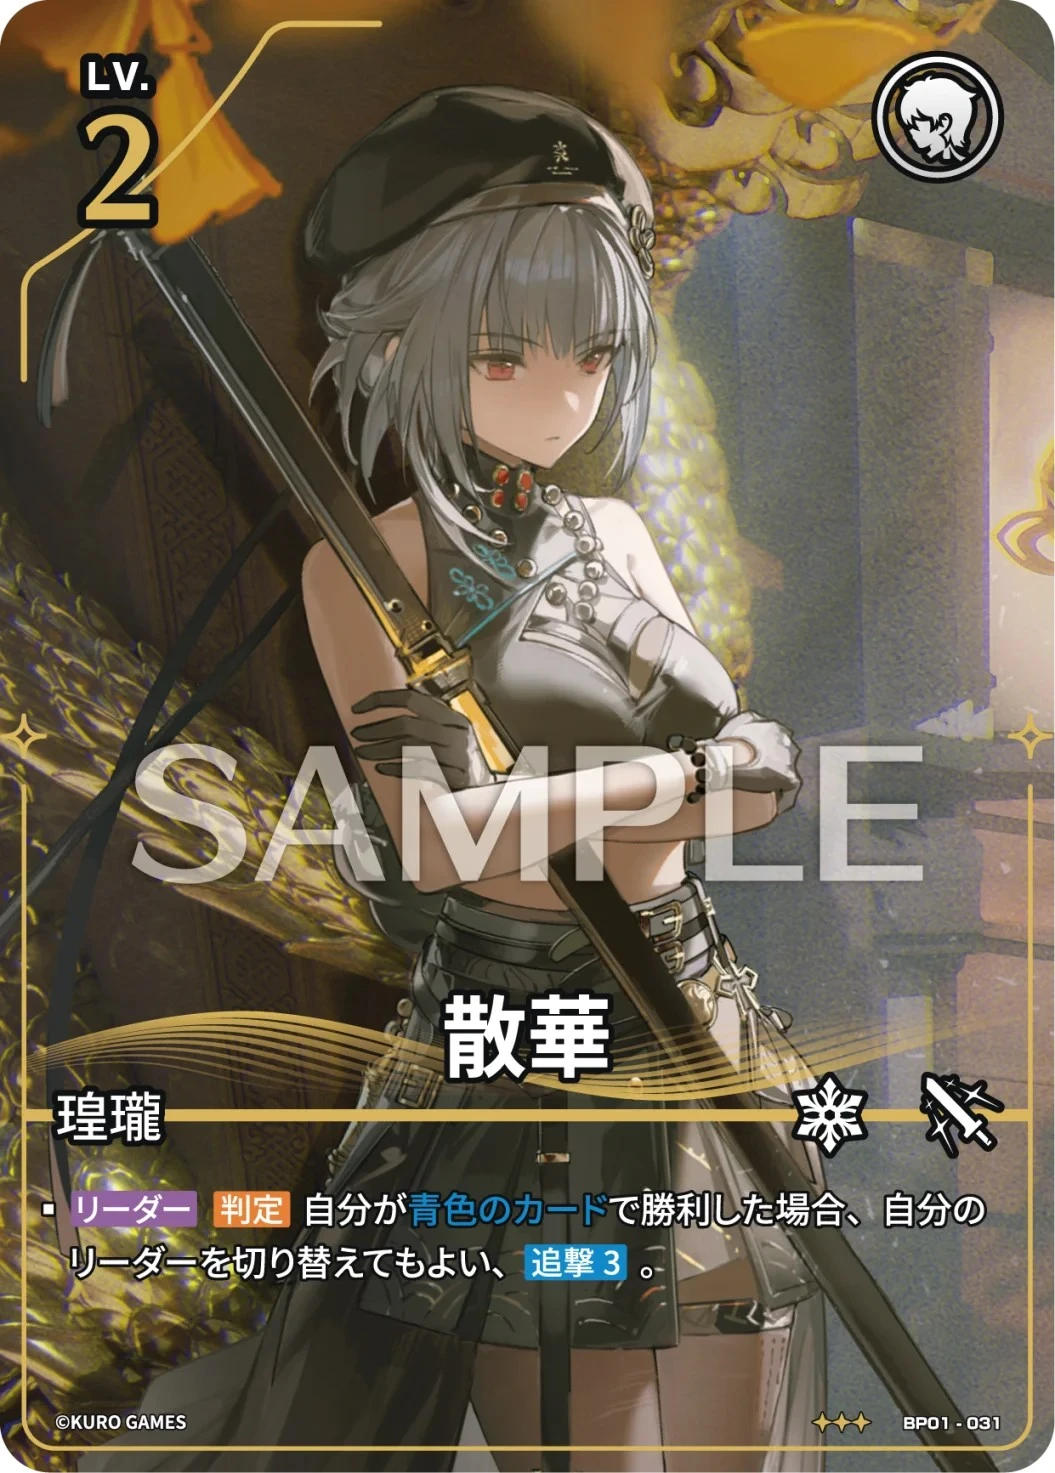 LV.
2
SAMPLE
散華
瑝瓏
▪ リーダー 判定 自分が青色のカードで勝利した場合、自分の
リーダーを切り替えてもよい、追撃 3 。
©KURO GAMES
BP01 - 031